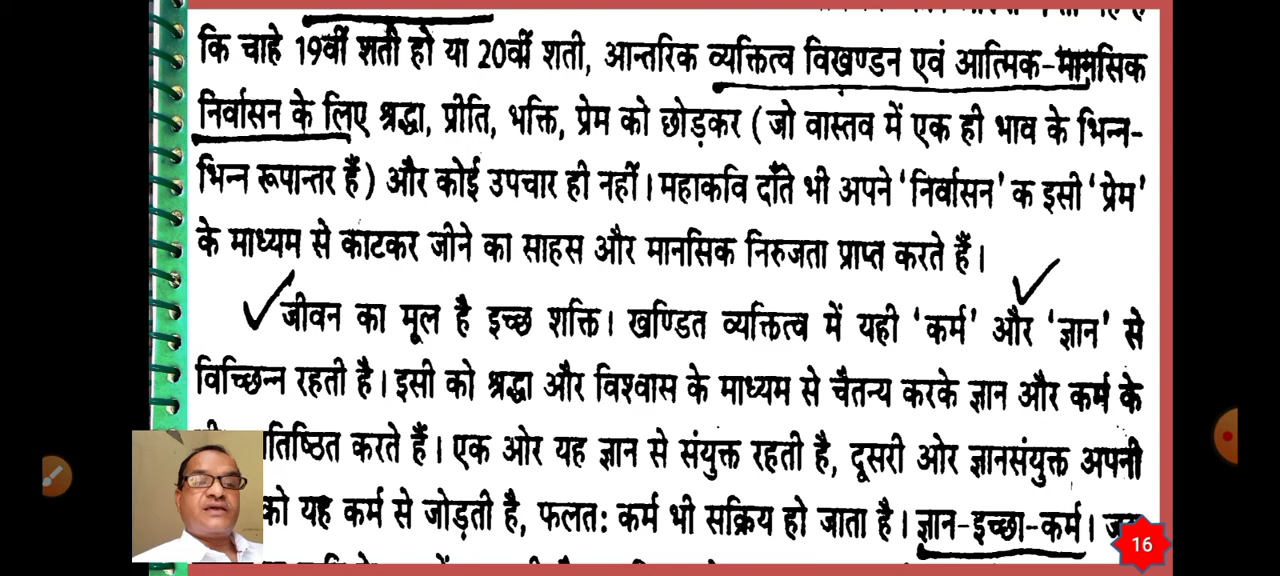 कि चाहे 19वीं शती हो या 20वीं शती, आन्तरिक व्यक्तित्व विखण्डन एवं आत्मिक-मानसिक
निर्वासन के लिए श्रद्धा, प्रीति, भक्ति, प्रेम को छोड़कर (जो वास्तव में एक ही भाव के भिन्न-
भिन्न रूपान्तर हैं) और कोई उपचार ही नहीं। महाकवि दाँते भी अपने 'निर्वासन' क इसी 'प्रेम'
के माध्यम से काटकर जीने का साहस और मानसिक निरुजता प्राप्त करते हैं।
जीवन का मूल है इच्छ शक्ति। खण्डित व्यक्तित्व में यही 'कर्म' और 'ज्ञान' से
विच्छिन्न रहती है। इसी को श्रद्धा और विश्वास के माध्यम से चैतन्य करके ज्ञान और कर्म के
करते हैं। एक ओर यह ज्ञान से संयुक्त रहती है, दूसरी ओर ज्ञानसंयुक्त अपनी
को यह कर्म से जोड़ती है, फलतः कर्म भी सक्रिय हो जाता है। ज्ञान-इच्छा-कर्म।
16